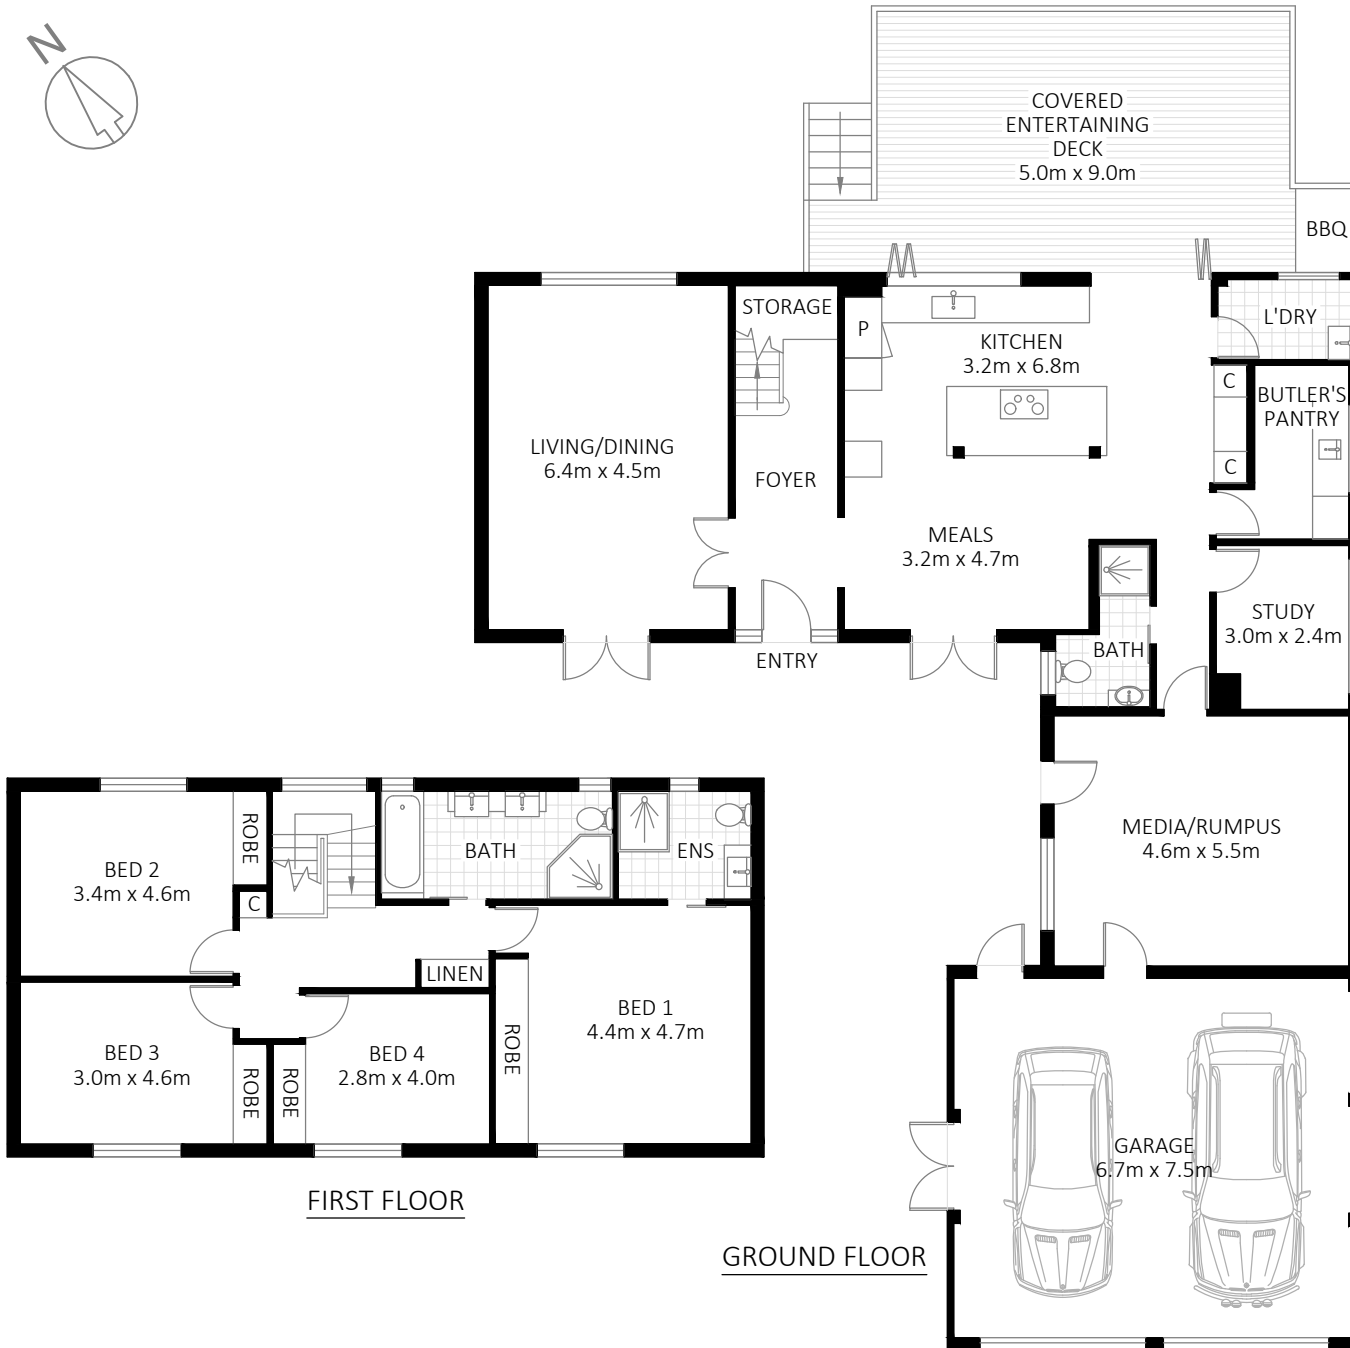 N
COVERED
ENTERTAINING
DECK
5.0m x 9.0m
BBQ
STORAGE
P
KITCHEN
3.2m x 6.8m
L'DRY
C
BUTLER'S
PANTRY
LIVING/DINING
6.4m x 4.5m
C
FOYER
MEALS
3.2m x 4.7m
STUDY
3.0m x 2.4m
BATH
ENTRY
MEDIA/RUMPUS
4.6m x 5.5m
GARAGE
6.7m x 7.5m
GROUND FLOOR
BED 2
3.4m x 4.6m
ROBE
C
BATH
ENS
LINEN
BED 1
4.4m x 4.7m
ROBE
BED 3
3.0m x 4.6m
ROBE
ROBE
BED 4
2.8m x 4.0m
FIRST FLOOR